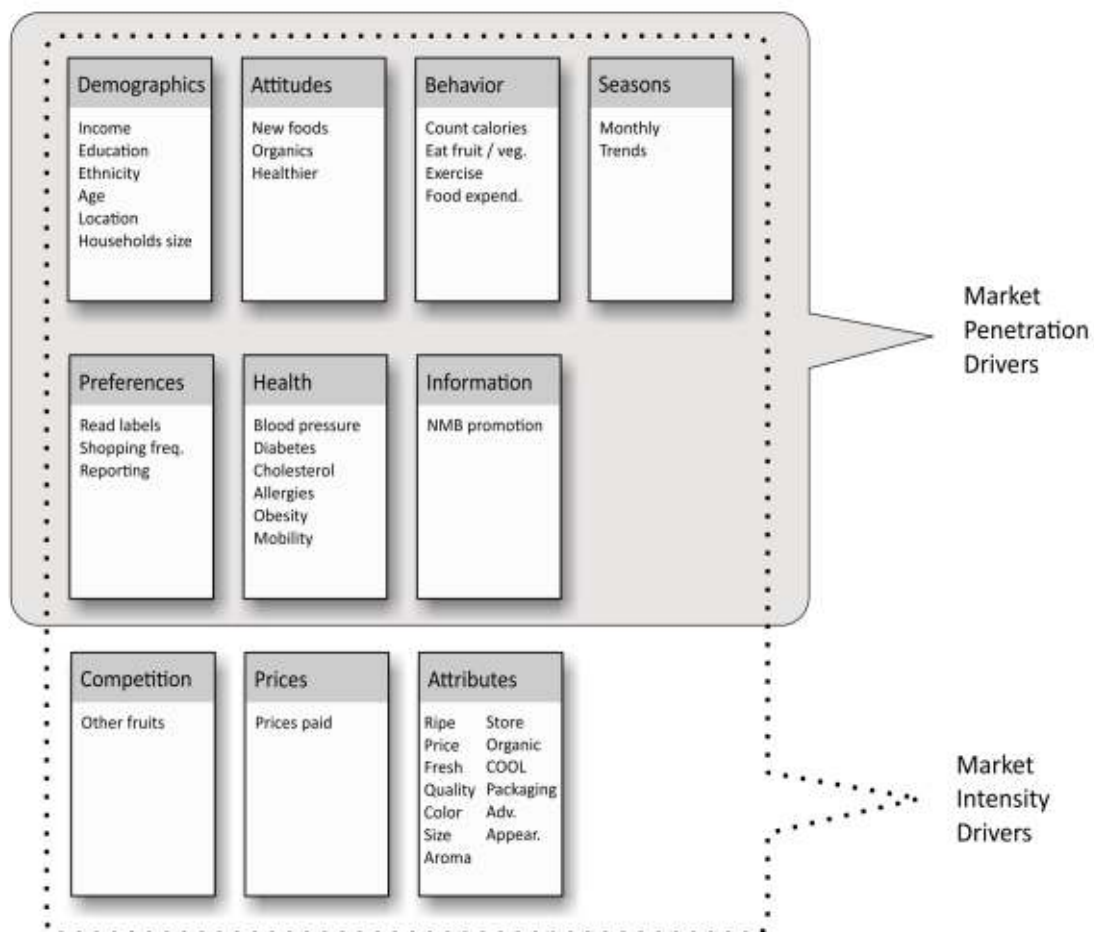 Demographics
Income
Education
Ethnicity
Age
Location
Households size
Attitudes
New foods
Organics
Healthier
Behavior
Count calories
Eat fruit / veg.
Exercise
Food expend.
Seasons
Monthly
Trends
Market
Penetration
Drivers
Preferences
Read labels
Shopping freq.
Reporting
Health
Blood pressure
Diabetes
Cholesterol
Allergies
Obesity
Mobility
Information
NMB promotion
Competition
Other fruits
Prices
Prices paid
Attributes
Ripe Store
Price Organic
Fresh COOL
Quality Packaging
Color Adv.
Size Appear.
Aroma
Market
Intensity
Drivers